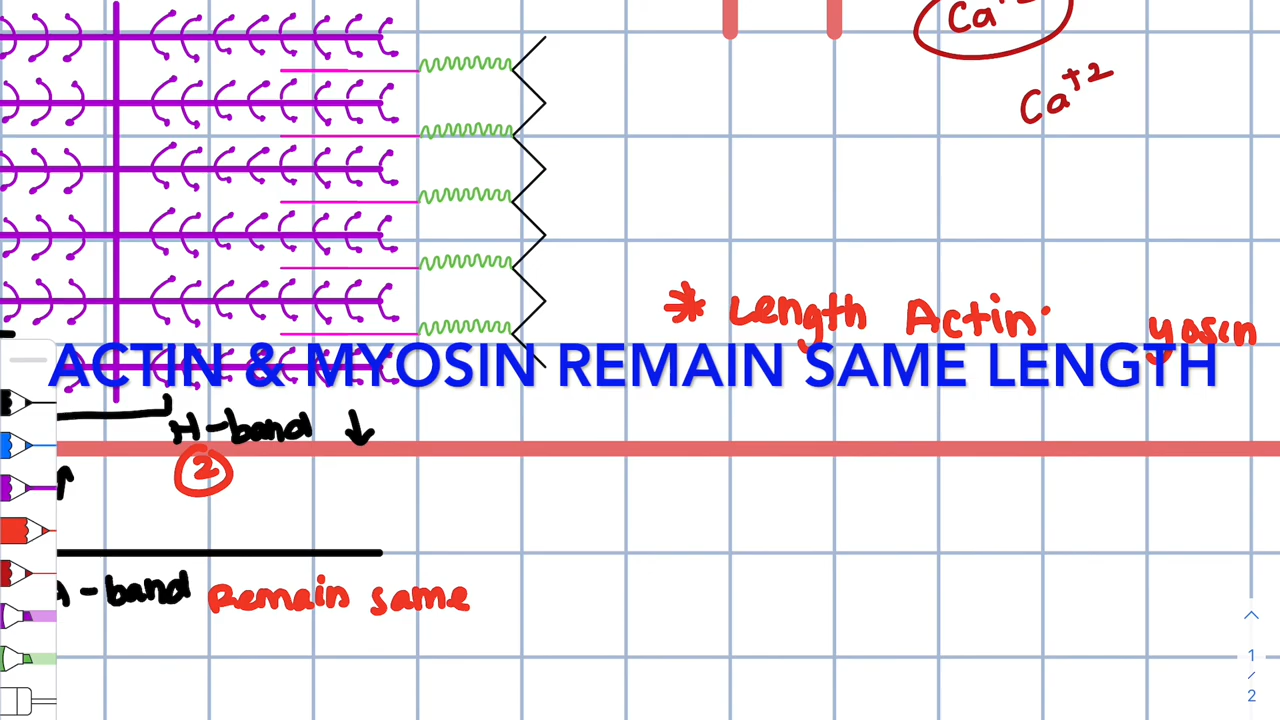 Ca+2
Ca+2
* Length Actin yosin
ACTIN & MYOSIN REMAIN SAME LENGTH
H-band ↓
2
↑
A-band Remain same
1
2